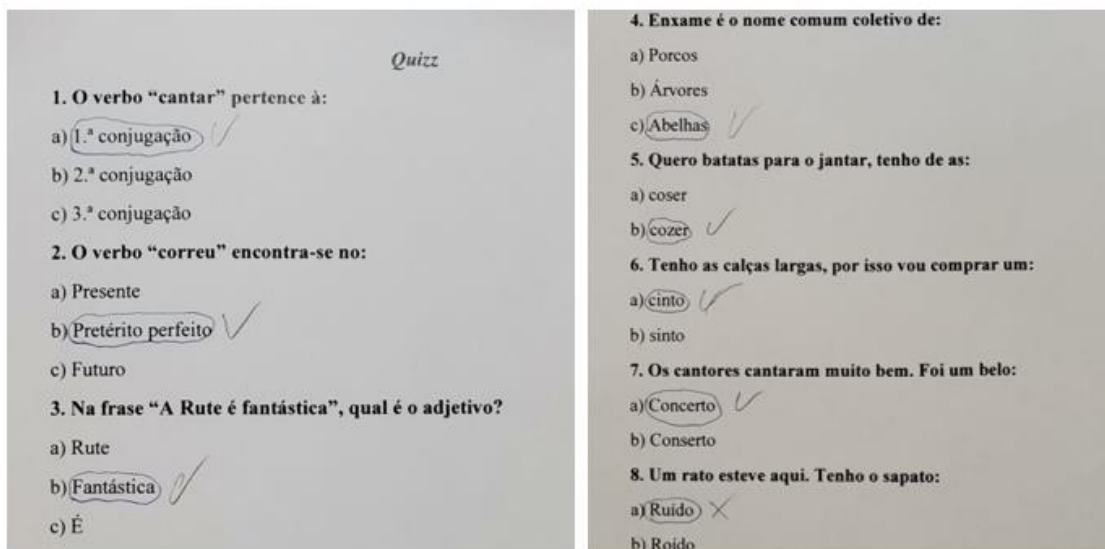 Quizz
1. O verbo “cantar” pertence à:
a) 1.ª conjugação
b) 2.ª conjugação
c) 3.ª conjugação
2. O verbo “correu” encontra-se no:
a) Presente
b) Pretérito perfeito
c) Futuro
3. Na frase “A Rute é fantástica”, qual é o adjetivo?
a) Rute
b) Fantástica
c) É
4. Enxame é o nome comum coletivo de:
a) Porcos
b) Árvores
c) Abelhas
5. Quero batatas para o jantar, tenho de as:
a) coser
b) cozer
6. Tenho as calças largas, por isso vou comprar um:
a) cinto
b) sinto
7. Os cantores cantaram muito bem. Foi um belo:
a) Concerto
b) Conserto
8. Um rato esteve aqui. Tenho o sapato:
a) Ruído
b) Roído